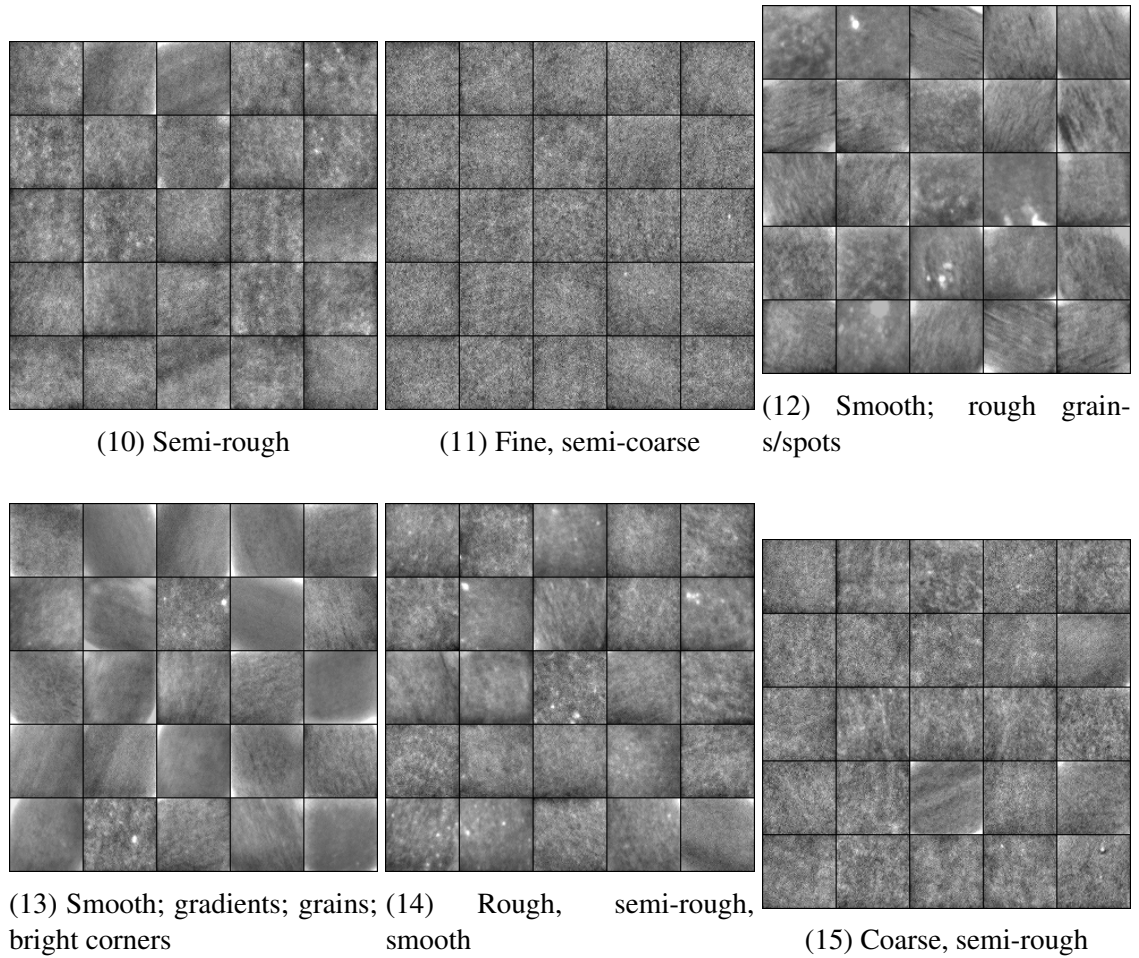 (10) Semi-rough
(11) Fine, semi-coarse
(12) Smooth; rough grain-
s/spots
(13) Smooth; gradients; grains;
bright corners
(14) Rough, semi-rough,
smooth
(15) Coarse, semi-rough